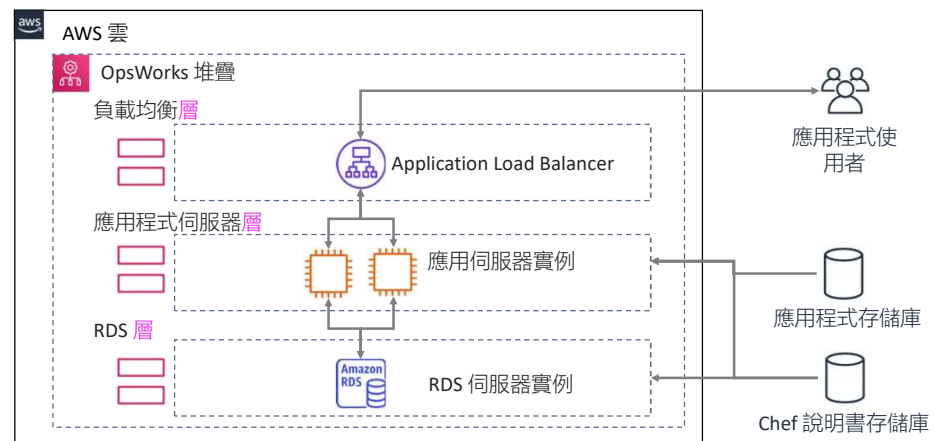 aws
AWS 雲
OpsWorks 堆疊
負載均衡層
Application Load Balancer
應用程式使
用者
應用程式伺服器層
應用伺服器實例
應用程式存儲庫
RDS 層
Amazon
RDS
RDS 伺服器實例
Chef 說明書存儲庫